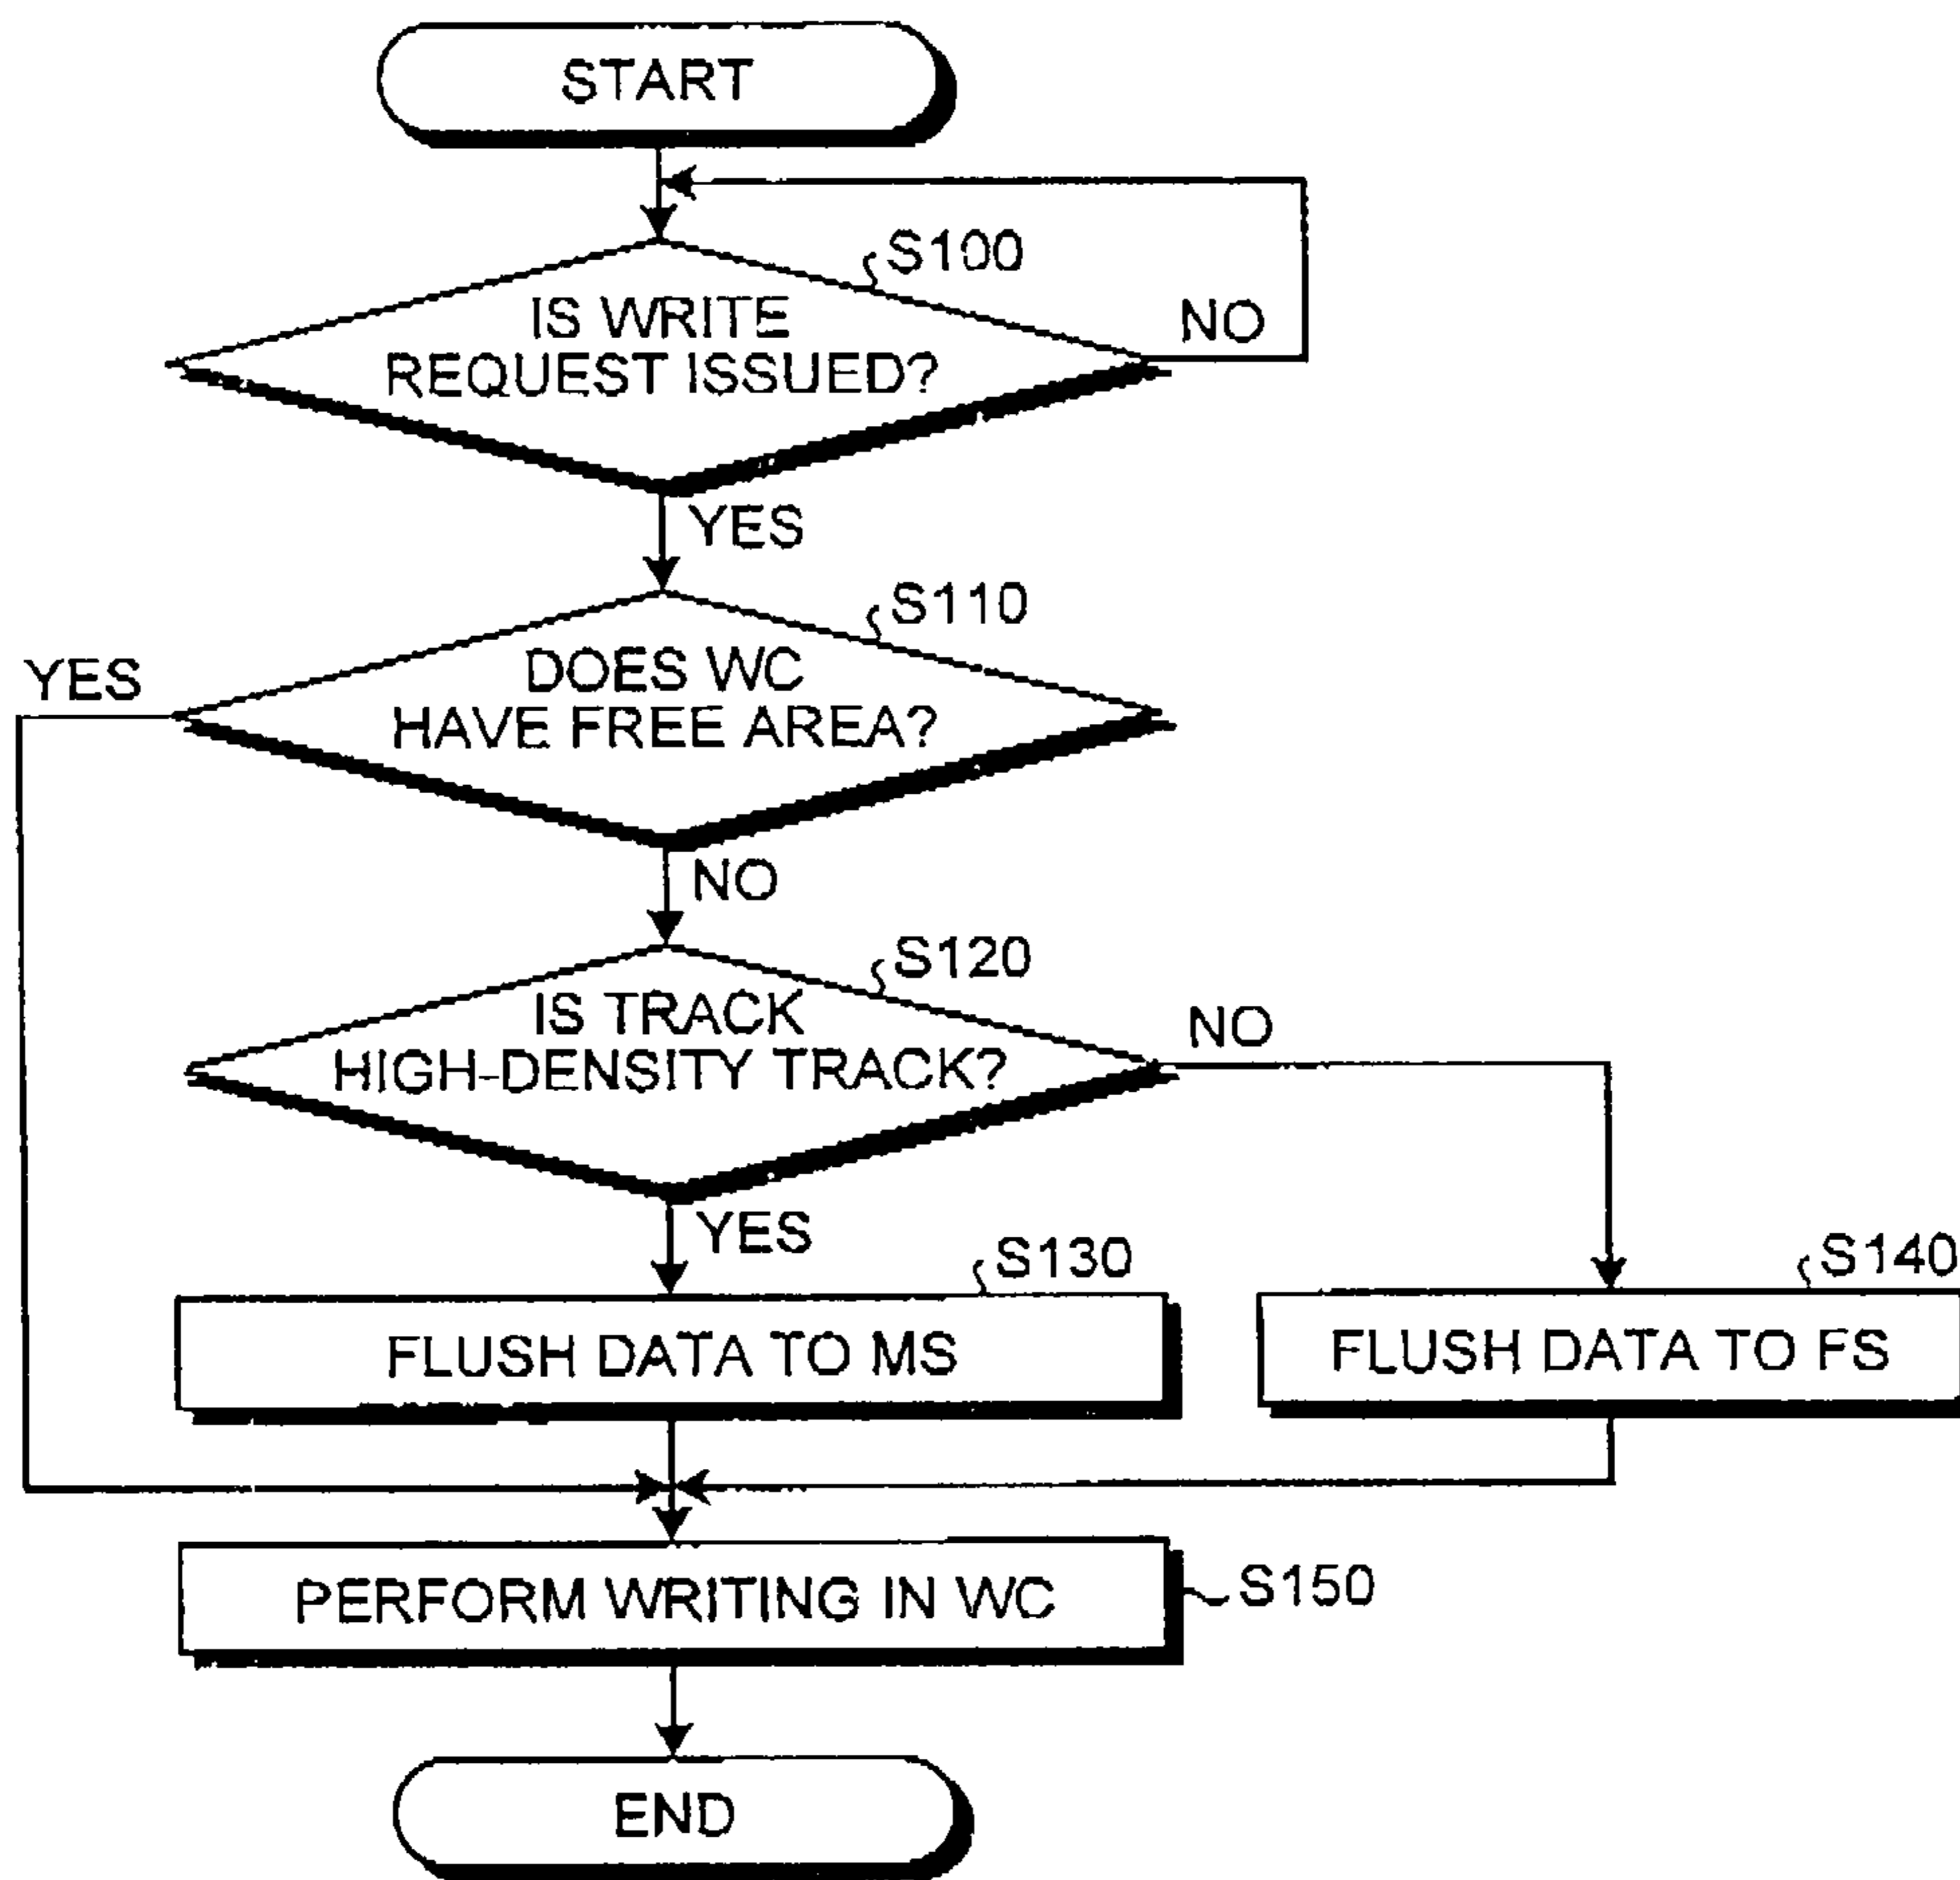 START
S100
IS WRITE
REQUEST ISSUED?
NO
YES
S110
DOES WC
HAVE FREE AREA?
YES
NO
S120
IS TRACK
HIGH-DENSITY TRACK?
NO
YES
S130
FLUSH DATA TO MS
S140
FLUSH DATA TO FS
PERFORM WRITING IN WC
S150
END